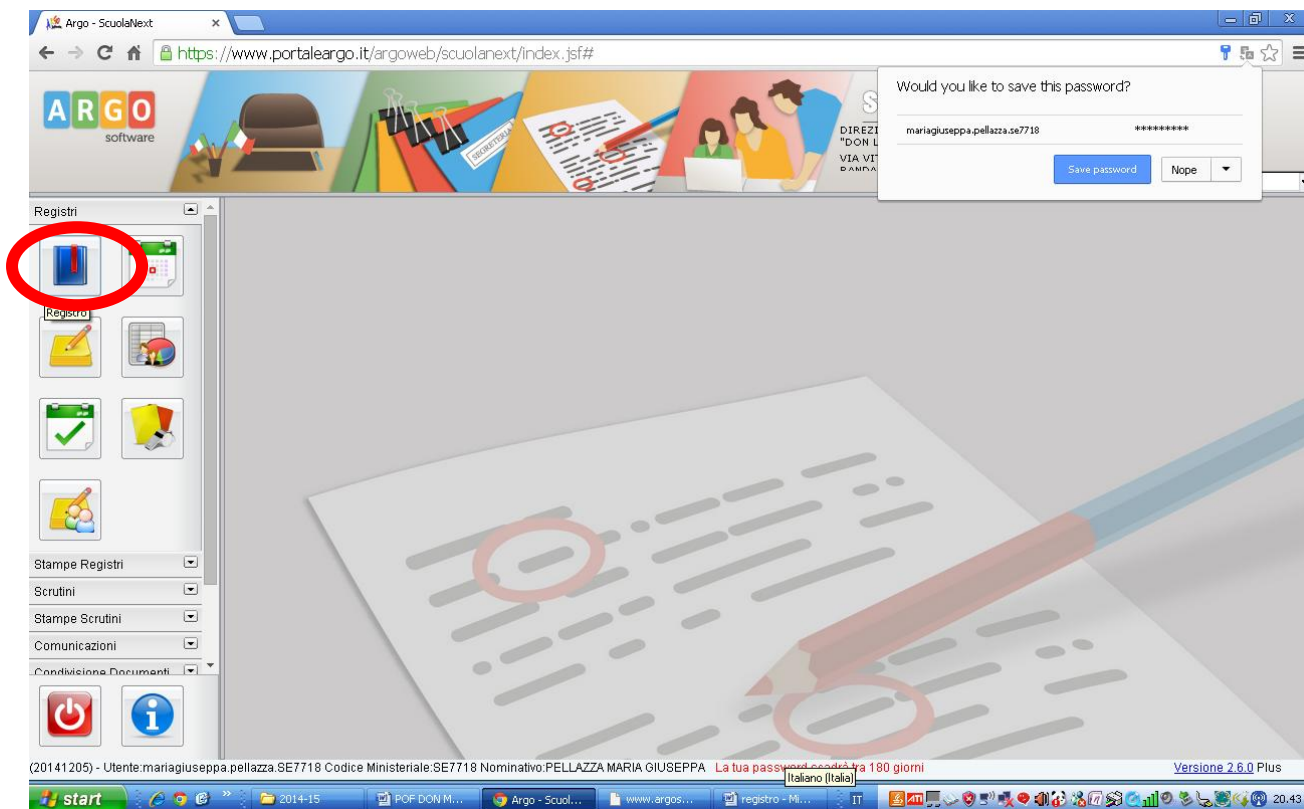 Argo - ScuolaNext
https://www.portaleargo.it/argoweb/scuolanext/index.jsf#
Would you like to save this password?
mariagiuseppa.pellazza.se7718 *********
Save password Nope
ARGO
software
SEGRETERIA
S
DIREZI
"DON L
VIA VIT
Registri
Registro
Stampe Registri
Scrutini
Stampe Scrutini
Comunicazioni
Condivisione Documenti
(20141205) - Utente:mariagiuseppa.pellazza.SE7718 Codice Ministeriale:SE7718 Nominativo:PELLAZZA MARIA GIUSEPPA La tua password scadrà tra 180 giorni Versione 2.6.0 Plus
Italiano (Italia)
start 2014-15 POF DON M... Argo - Scuol... www.argos... registro - Mi... IT 20.43